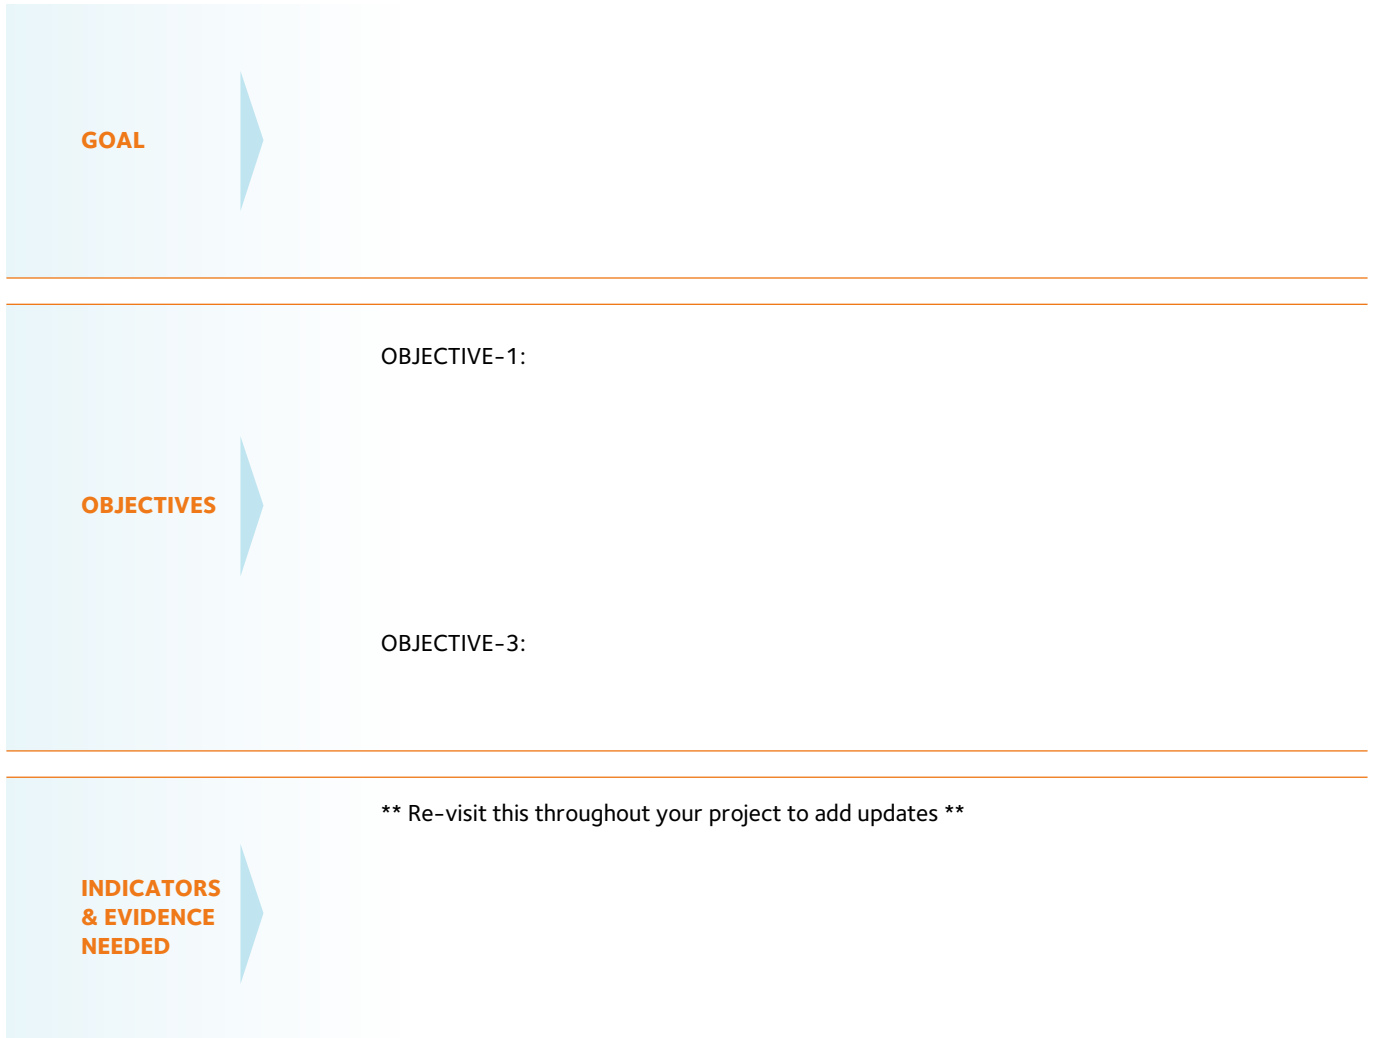 GOAL
OBJECTIVE-1:
OBJECTIVES
OBJECTIVE-3:
** Re-visit this throughout your project to add updates **
INDICATORS
& EVIDENCE
NEEDED